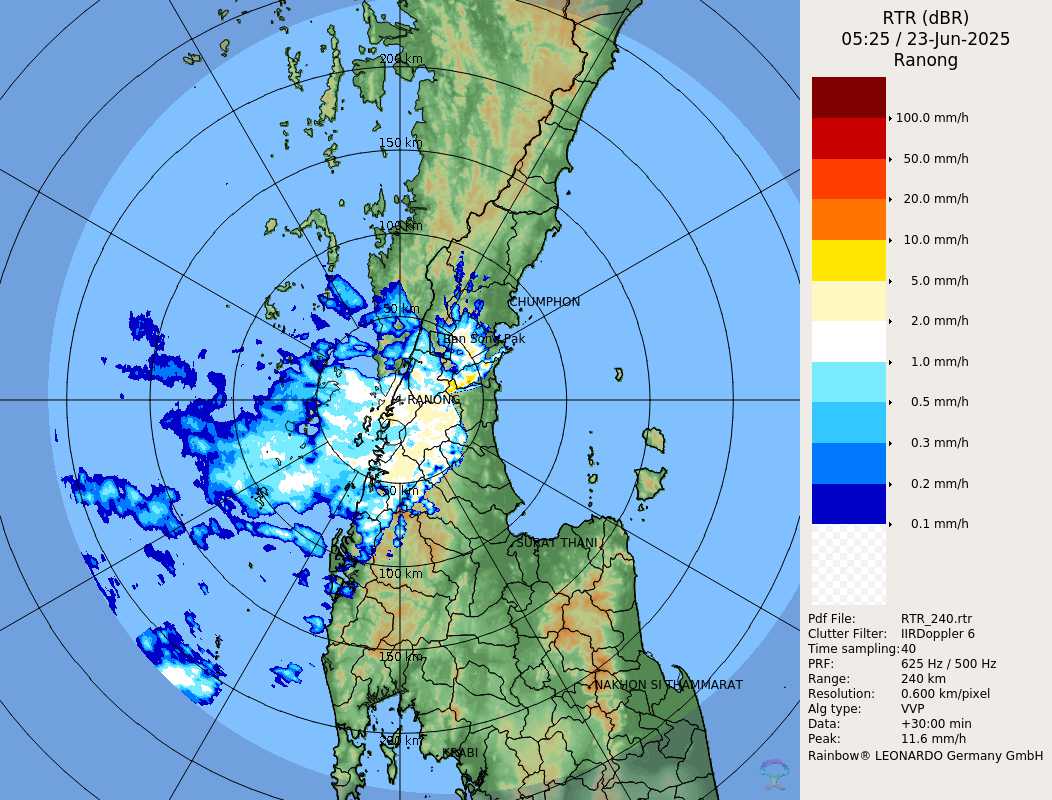 RTR (dBR)
05:25 / 23-Jun-2025
Ranong
100.0 mm/h
50.0 mm/h
20.0 mm/h
10.0 mm/h
5.0 mm/h
2.0 mm/h
1.0 mm/h
0.5 mm/h
0.3 mm/h
0.2 mm/h
0.1 mm/h
Pdf File: RTR_240.rtr
Clutter Filter: IIRDoppler 6
Time sampling:40
PRF: 625 Hz / 500 Hz
Range: 240 km
Resolution: 0.600 km/pixel
Alg type: VVP
Data: +30:00 min
Peak: 11.6 mm/h
Rainbow® LEONARDO Germany GmbH
200 km
150 km
100 km
CHUMPHON
50 km
Ban Song Pak
RANONG
50 km
SURAT THANI
100 km
150 km
NAKHON SI THAMMARAT
200 km
KRABI